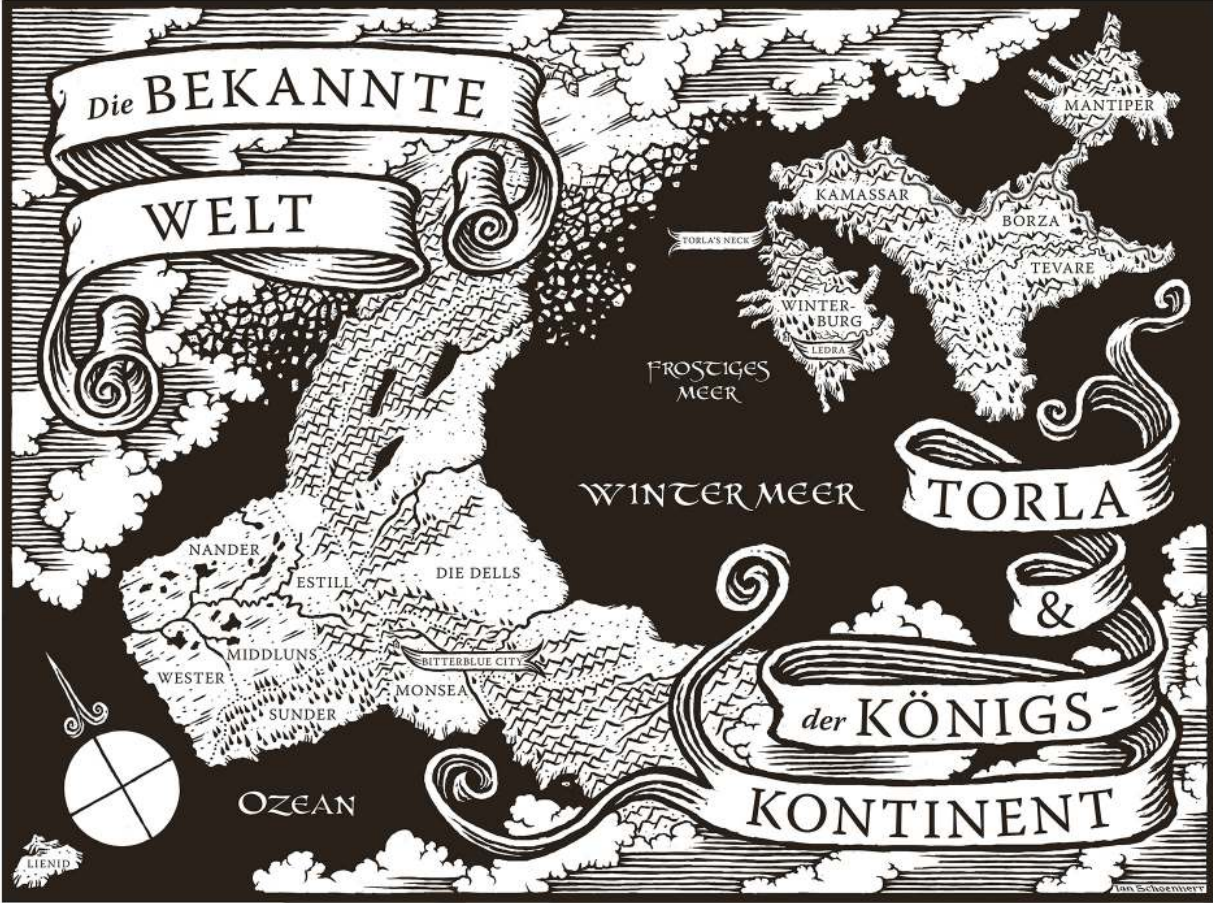 Die BEKANNTE
WELT
MANTIPER
KAMASSAR
BORZA
TORLA'S NECK
TEVARE
WINTER-
BURG
LEDRA
FROSTIGES
MEER
WINTERMEER
TORLA
&
der KÖNIGS-
KONTINENT
NANDER
ESTILL
DIE DELLS
MIDDLUNS
BITTERBLUE CITY
WESTER
MONSEA
SUNDER
OZEAN
LIENID
Ian Schoenherr